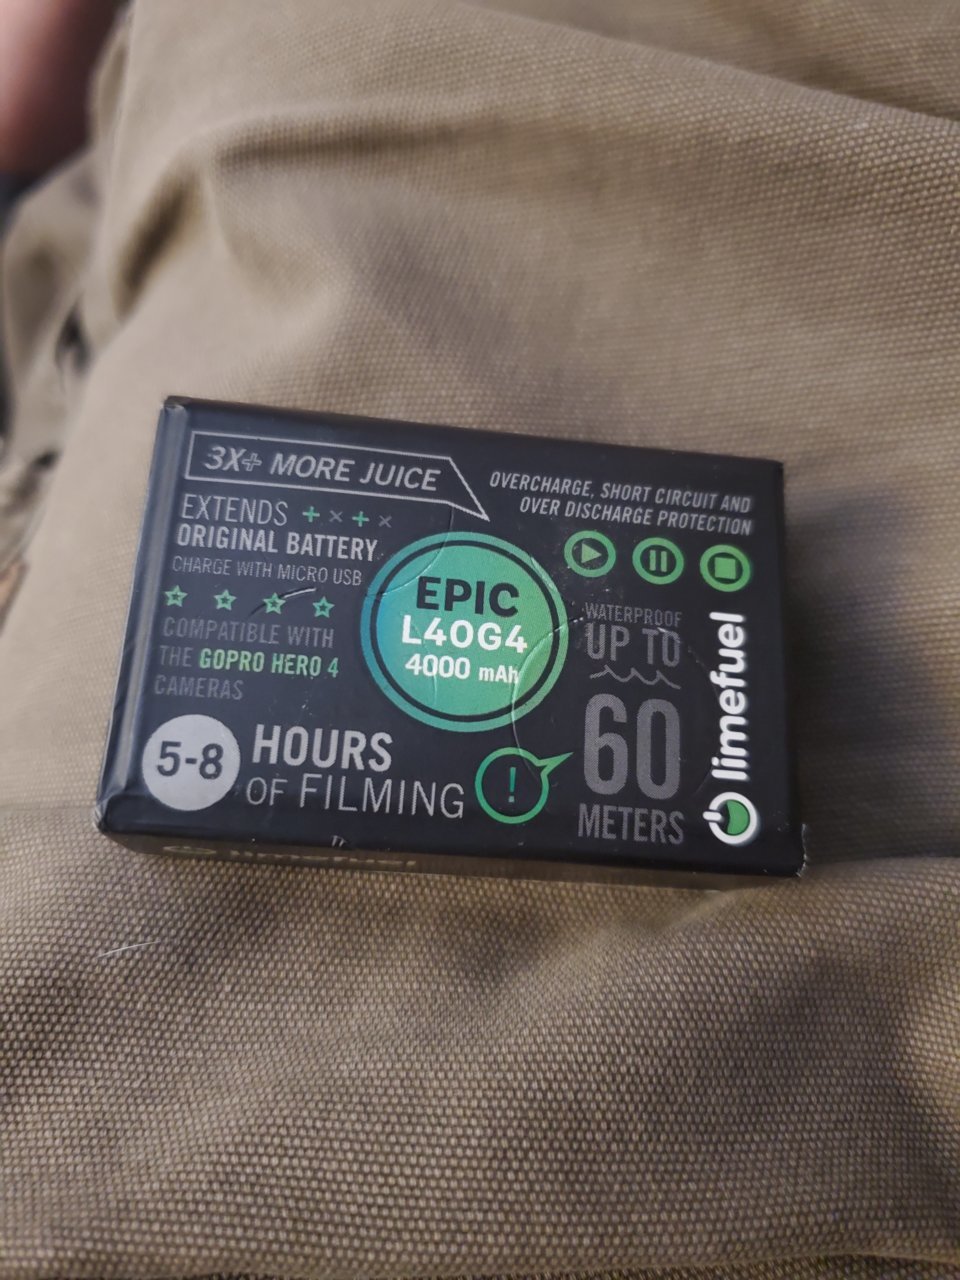 3X+ MORE JUICE
EXTENDS
ORIGINAL BATTERY
CHARGE WITH MICRO USB
COMPATIBLE WITH
THE GOPRO HERO 4
CAMERAS
5-8 HOURS
OF FILMING
EPIC
L40G4
4000 mAh
!
OVERCHARGE, SHORT CIRCUIT AND
OVER DISCHARGE PROTECTION
WATERPROOF
UP TO
60
METERS
limefuel
limefuel